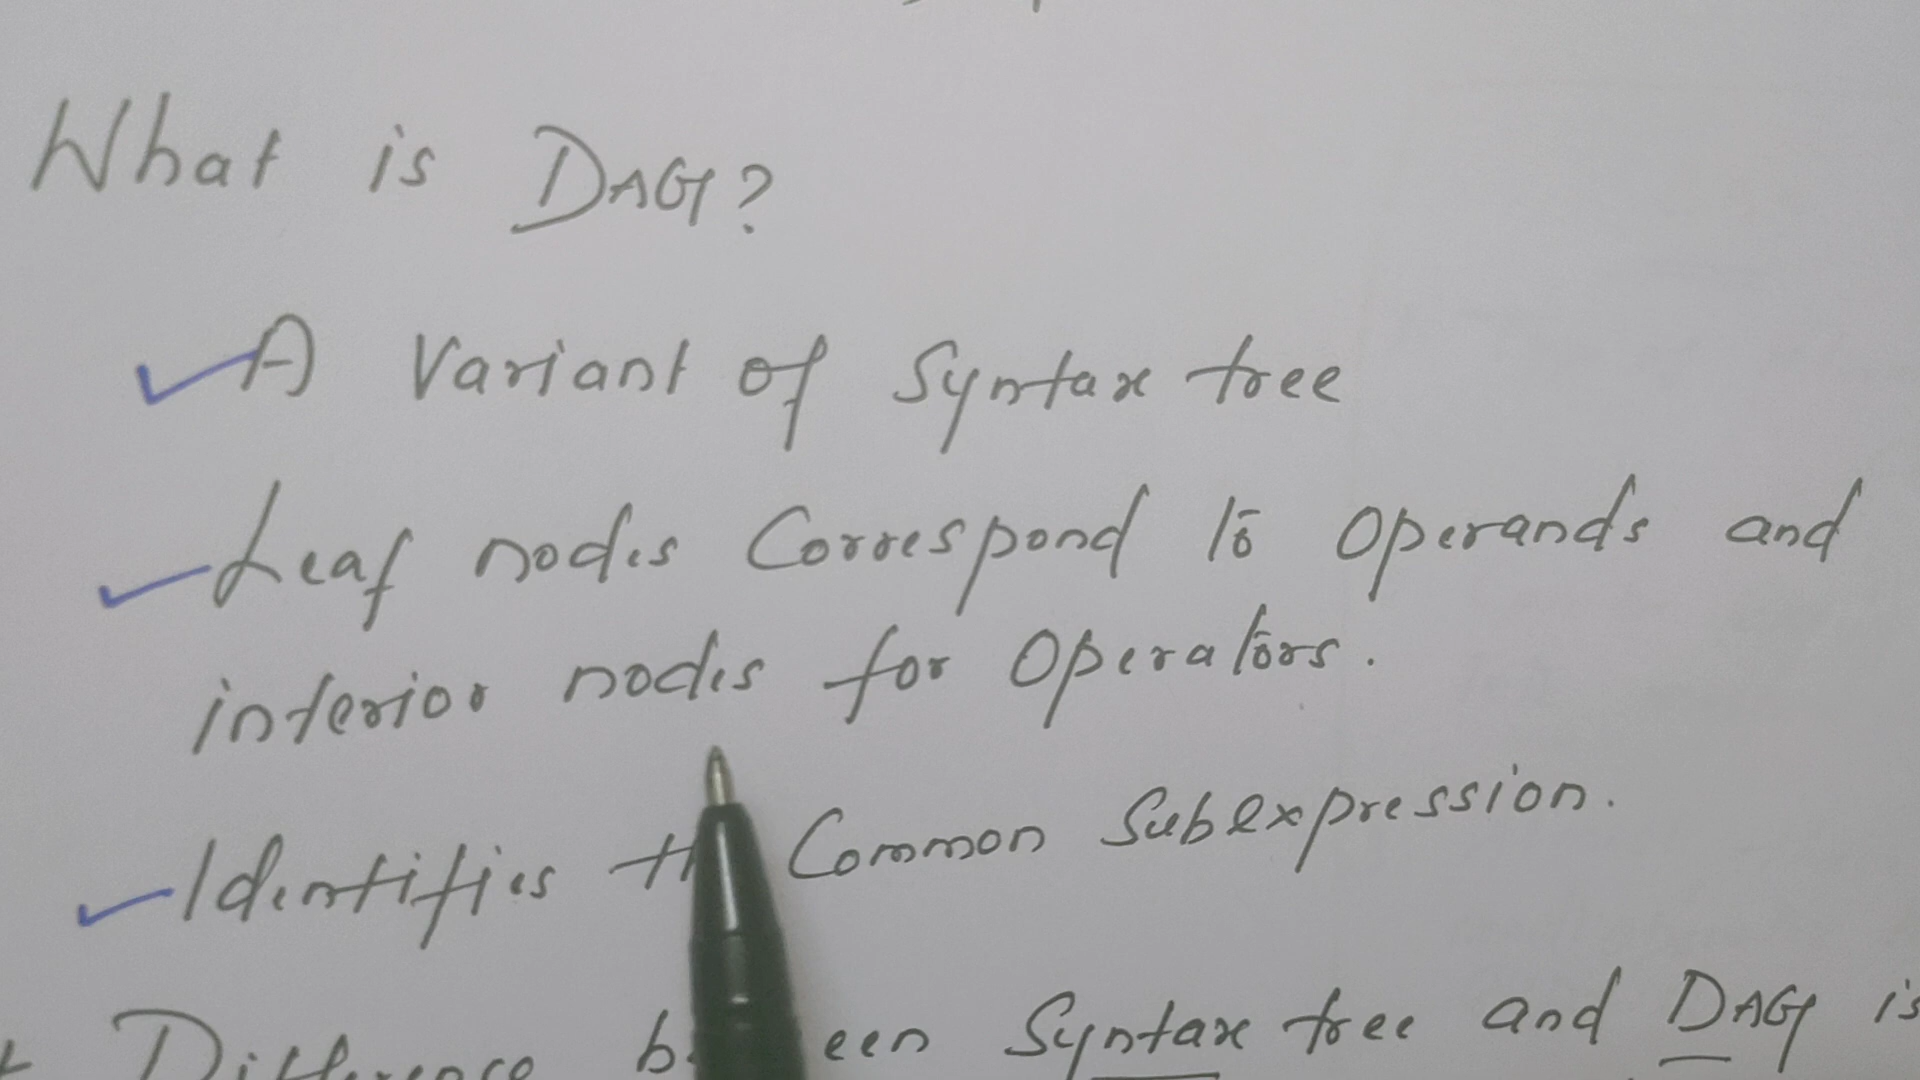 What is DAG?
A Variant of Syntax tree
Leaf nodes Correspond to Operands and
interior nodes for Operators.
Identifies Common Subexpression.
Difference Syntax tree and DAG is